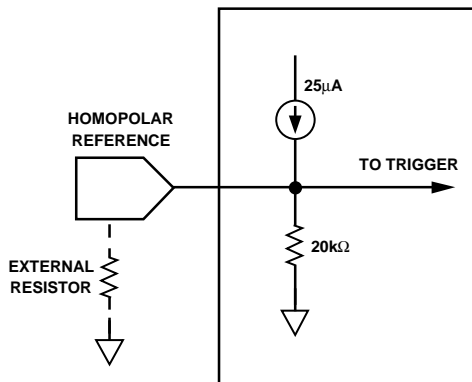 25μA
HOMOPOLAR
REFERENCE
TO TRIGGER
20kΩ
EXTERNAL
RESISTOR